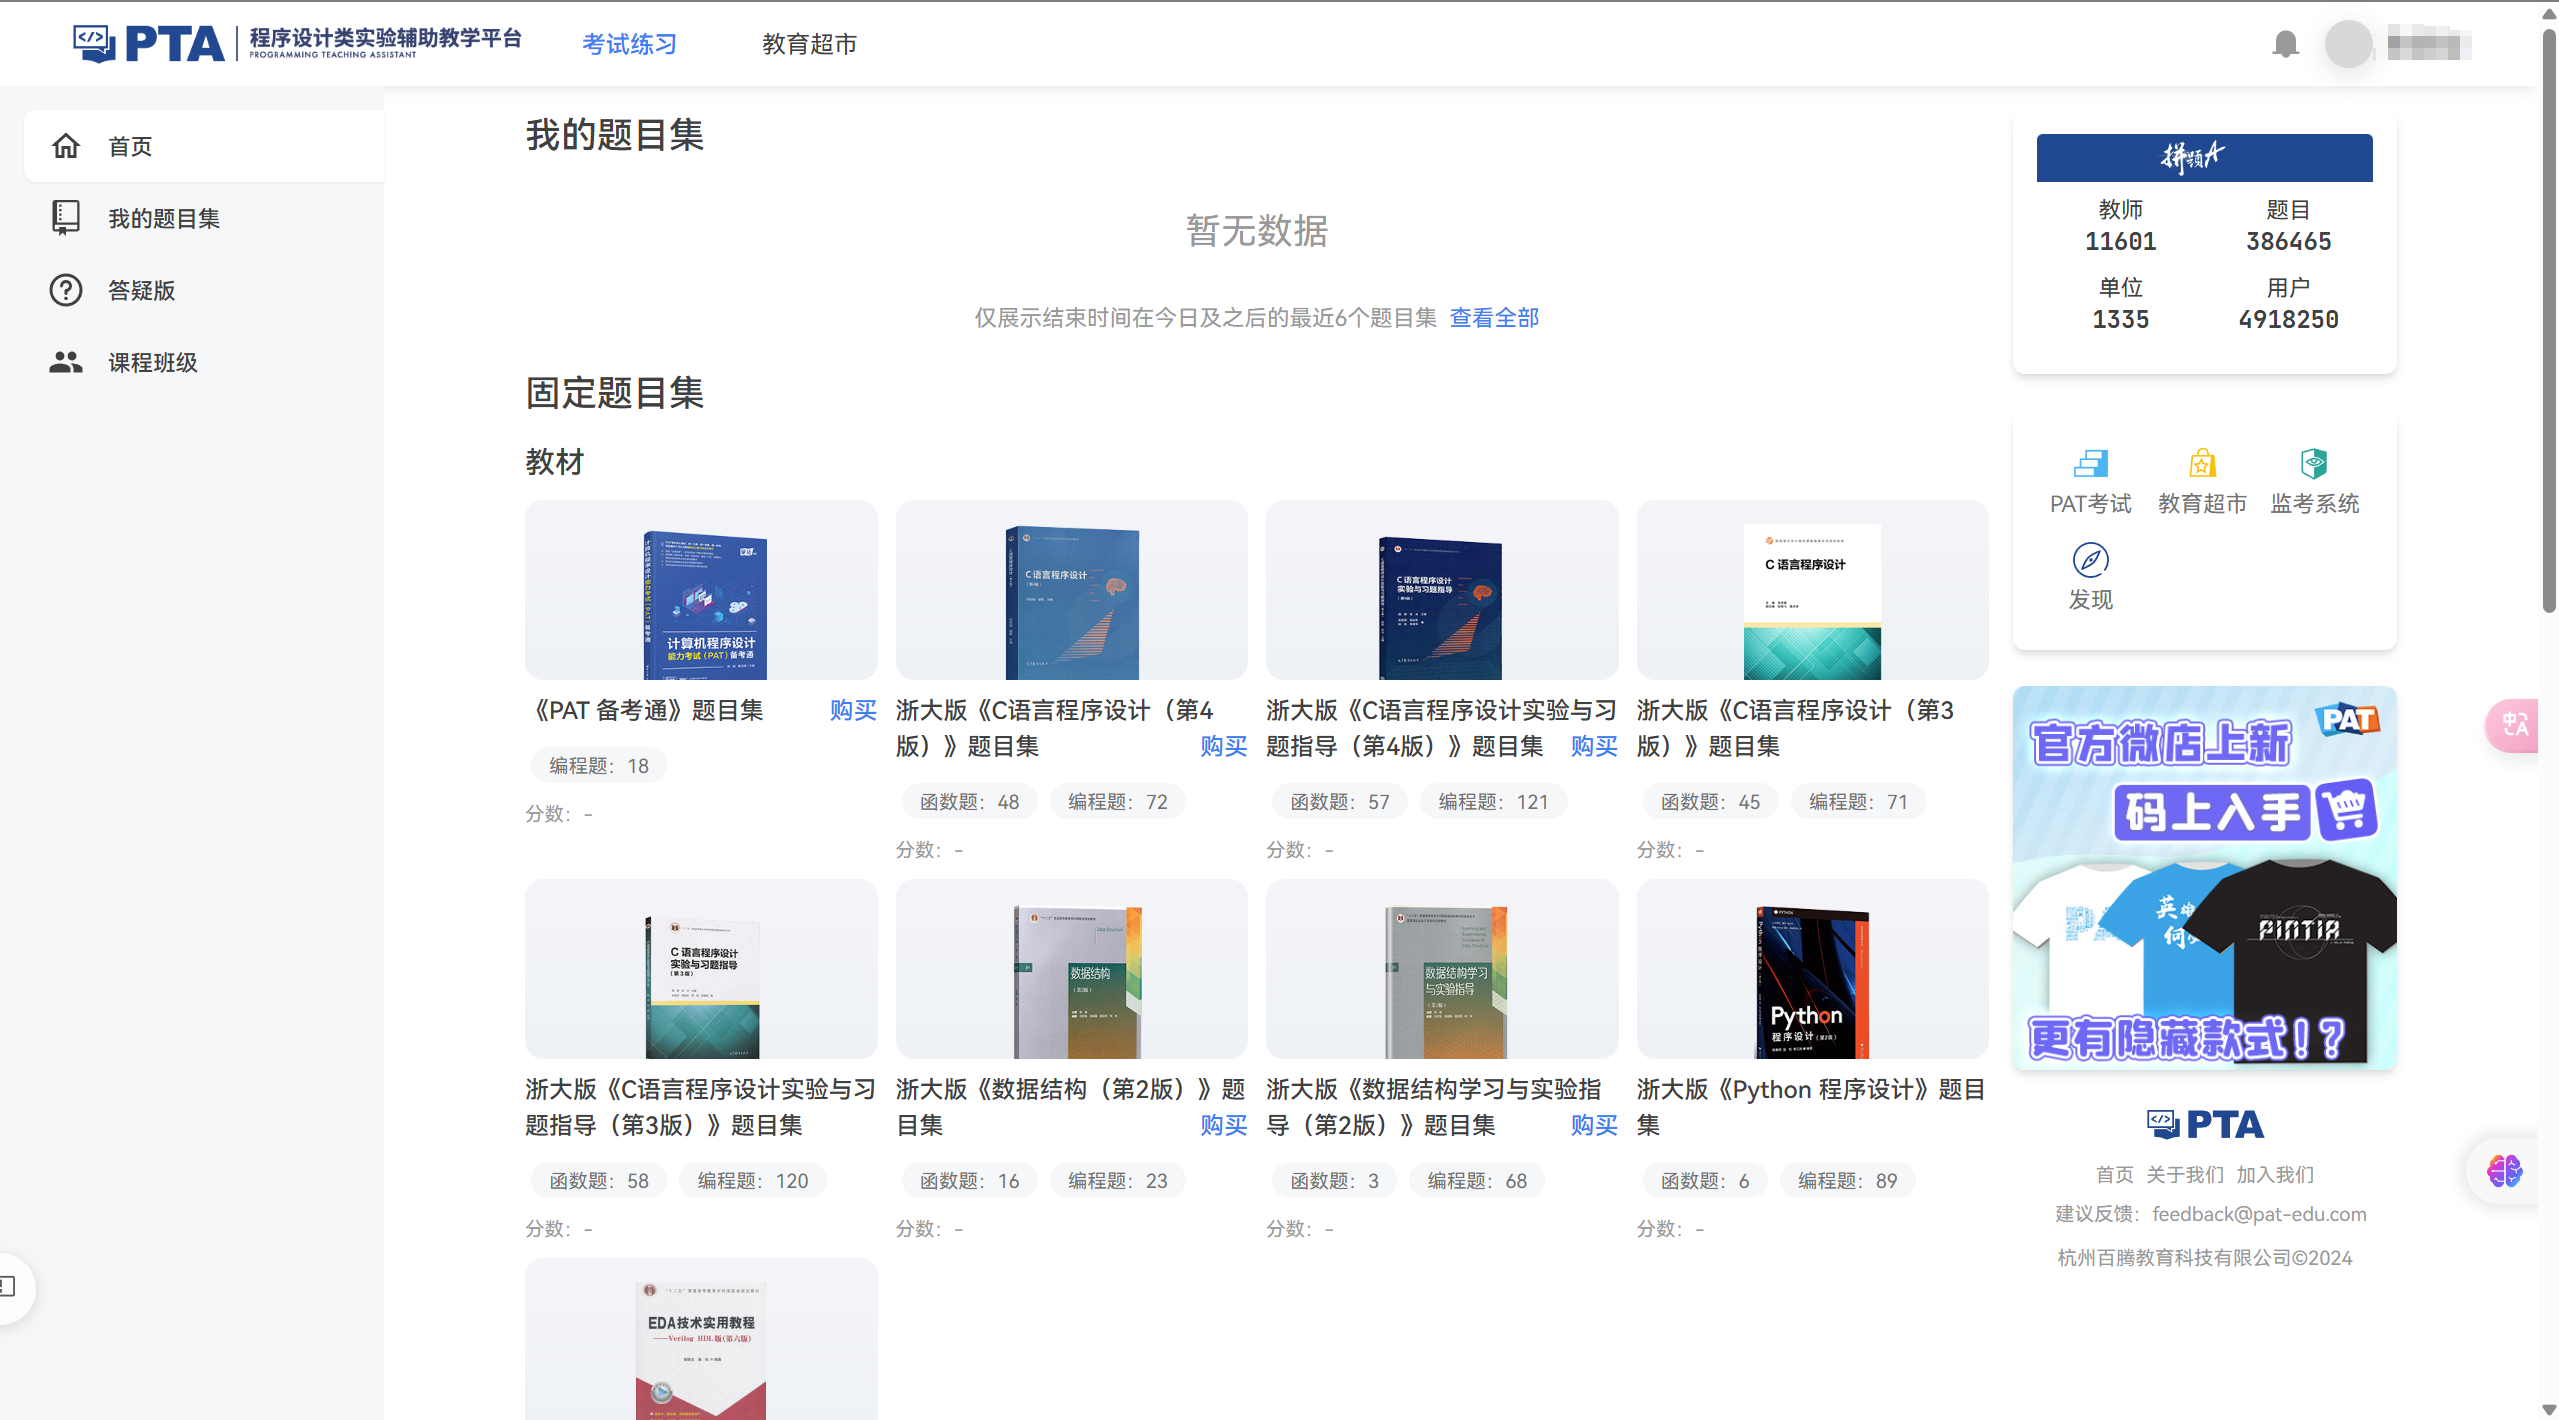 PTA 程序设计类实验辅助教学平台
PROGRAMMING TEACHING ASSISTANT
考试练习
教育超市
首页
我的题目集
答疑版
课程班级
我的题目集
暂无数据
仅展示结束时间在今日及之后的最近6个题目集 查看全部
固定题目集
教材
计算机程序设计
能力考试（PAT）备考通
《PAT 备考通》题目集 购买
编程题：18
分数：-
C语言程序设计
浙大版《C语言程序设计（第4
版）》题目集 购买
函数题：48 编程题：72
分数：-
C语言程序设计
实验与习题指导
浙大版《C语言程序设计实验与习
题指导（第4版）》题目集 购买
函数题：57 编程题：121
分数：-
C 语言程序设计
浙大版《C语言程序设计（第3
版）》题目集
函数题：45 编程题：71
分数：-
C 语言程序设计
实验与习题指导
（第3版）
浙大版《C语言程序设计实验与习
题指导（第3版）》题目集
函数题：58 编程题：120
分数：-
Data Structure
数据结构
（第2版）
浙大版《数据结构（第2版）》题
目集 购买
函数题：16 编程题：23
分数：-
数据结构学习
与实验指导
（第2版）
浙大版《数据结构学习与实验指
导（第2版）》题目集 购买
函数题：3 编程题：68
分数：-
Python
程序设计（第2版）
浙大版《Python 程序设计》题目
集
函数题：6 编程题：89
分数：-
EDA技术实用教程
——Verilog HDL版(第六版)
拼题A
教师 题目
11601 386465
单位 用户
1335 4918250
PAT考试 教育超市 监考系统
发现
PAT
官方微店上新
码上入手
英雄
何
PINTIA
更有隐藏款式！？
PTA
首页 关于我们 加入我们
建议反馈：feedback@pat-edu.com
杭州百腾教育科技有限公司©2024